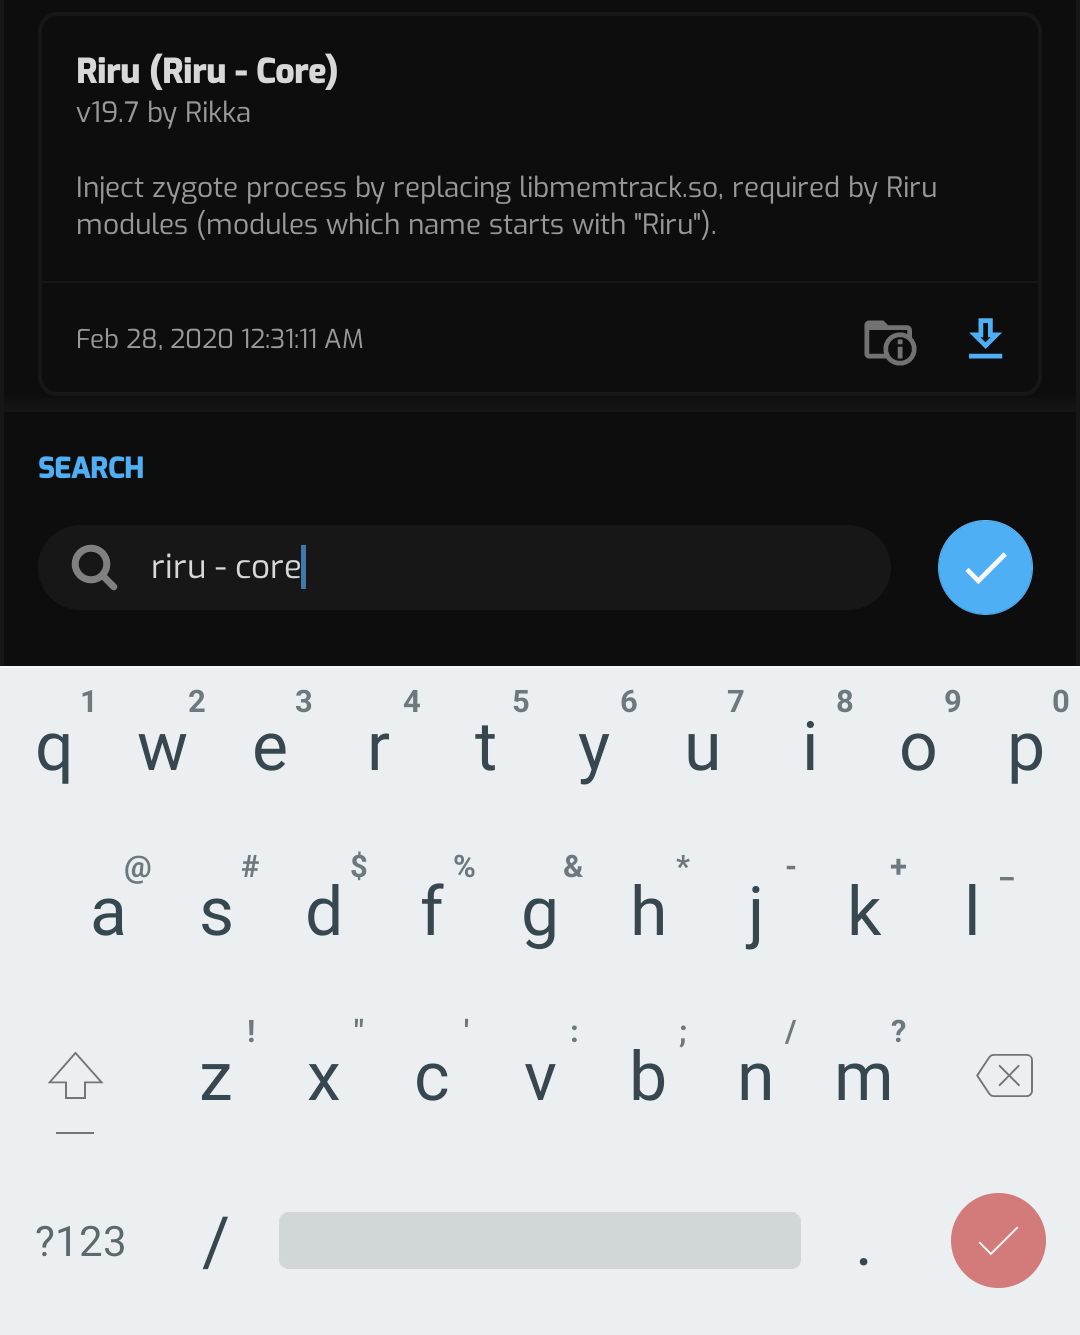 Riru (Riru - Core)
v19.7 by Rikka
Inject zygote process by replacing libmemtrack.so, required by Riru
modules (modules which name starts with "Riru").
Feb 28, 2020 12:31:11 AM
SEARCH
riru - core
1 2 3 4 5 6 7 8 9 0
q w e r t y u i o p
@ # $ % & * - + _
a s d f g h j k l
! " ' : ; / ?
z x c v b n m
?123 / .